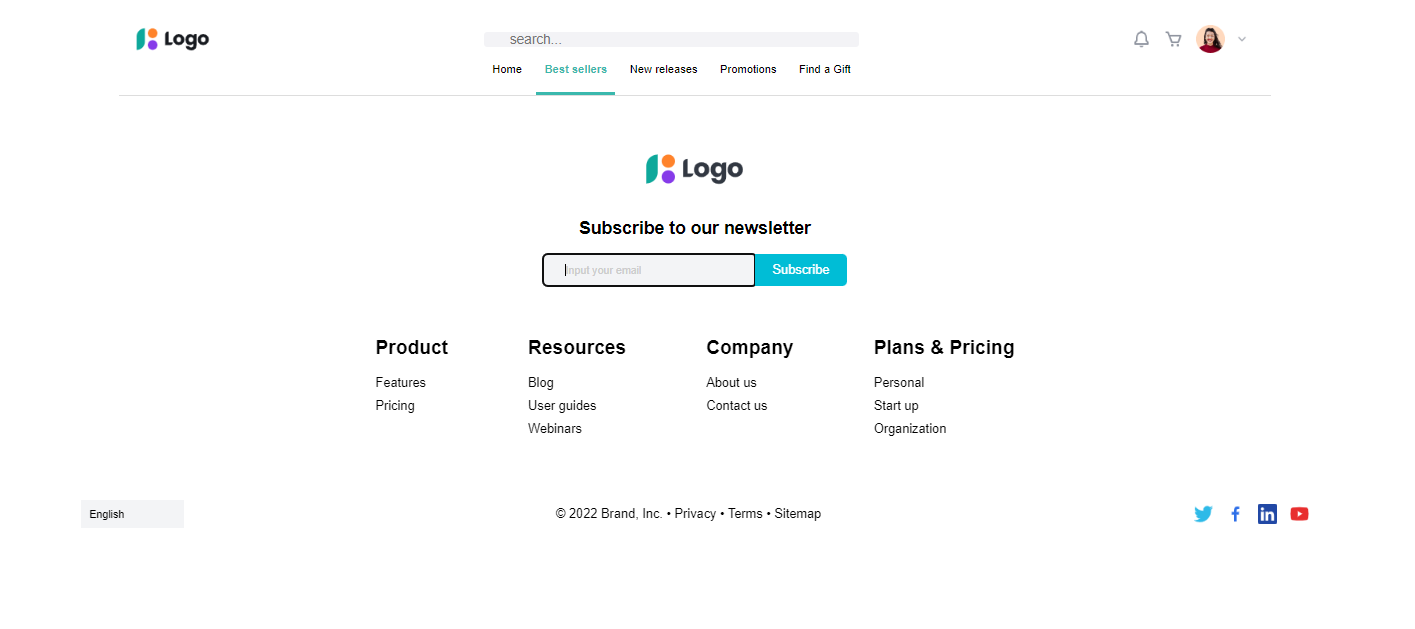 Logo
search...
Home Best sellers New releases Promotions Find a Gift
Logo
Subscribe to our newsletter
Input your email Subscribe
Product Resources Company Plans & Pricing
Features Blog About us Personal
Pricing User guides Contact us Start up
Webinars Organization
English © 2022 Brand, Inc. • Privacy • Terms • Sitemap in